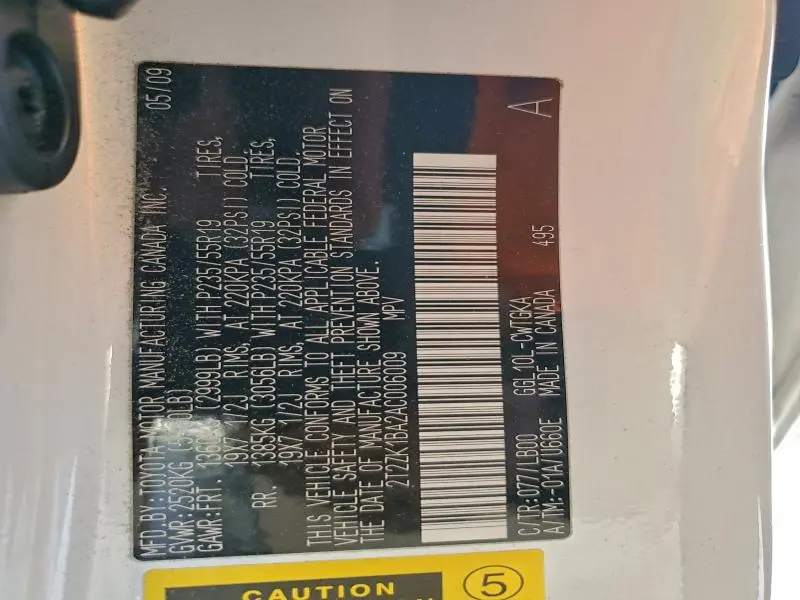 MFD.BY:TOYOTA MOTOR MANUFACTURING CANADA INC. 05/09
GVWR:2520KG
GAWR:FRT. (2999LB) WITH P235/55R19 TIRES,
19X7 1/2J RIMS, AT 220KPA (32PSI) COLD
RR. 1385KG (3056LB) WITH P235/55R19 TIRES,
19X7 1/2J RIMS, AT 220KPA (32PSI) COLD.
THIS VEHICLE CONFORMS TO ALL APPLICABLE FEDERAL MOTOR
VEHICLE SAFETY AND THEFT PREVENTION STANDARDS IN EFFECT ON
THE DATE OF MANUFACTURE SHOWN ABOVE.
2T2ZK1BA2AC006009 MPV
C/TR:077/LB00 GGL10L-CWTGKA A
A/TM:-01A/U660E MADE IN CANADA 495
CAUTION
5